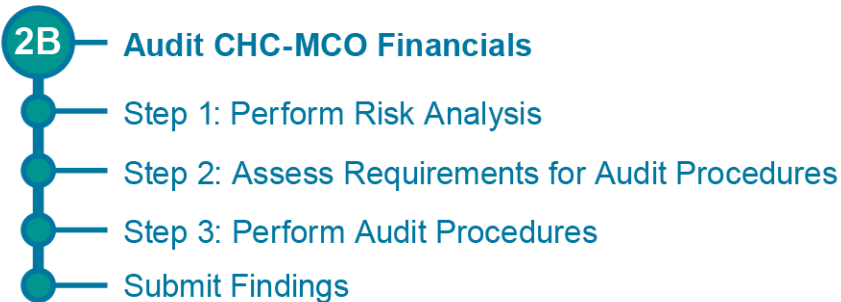 2B Audit CHC-MCO Financials
Step 1: Perform Risk Analysis
Step 2: Assess Requirements for Audit Procedures
Step 3: Perform Audit Procedures
Submit Findings